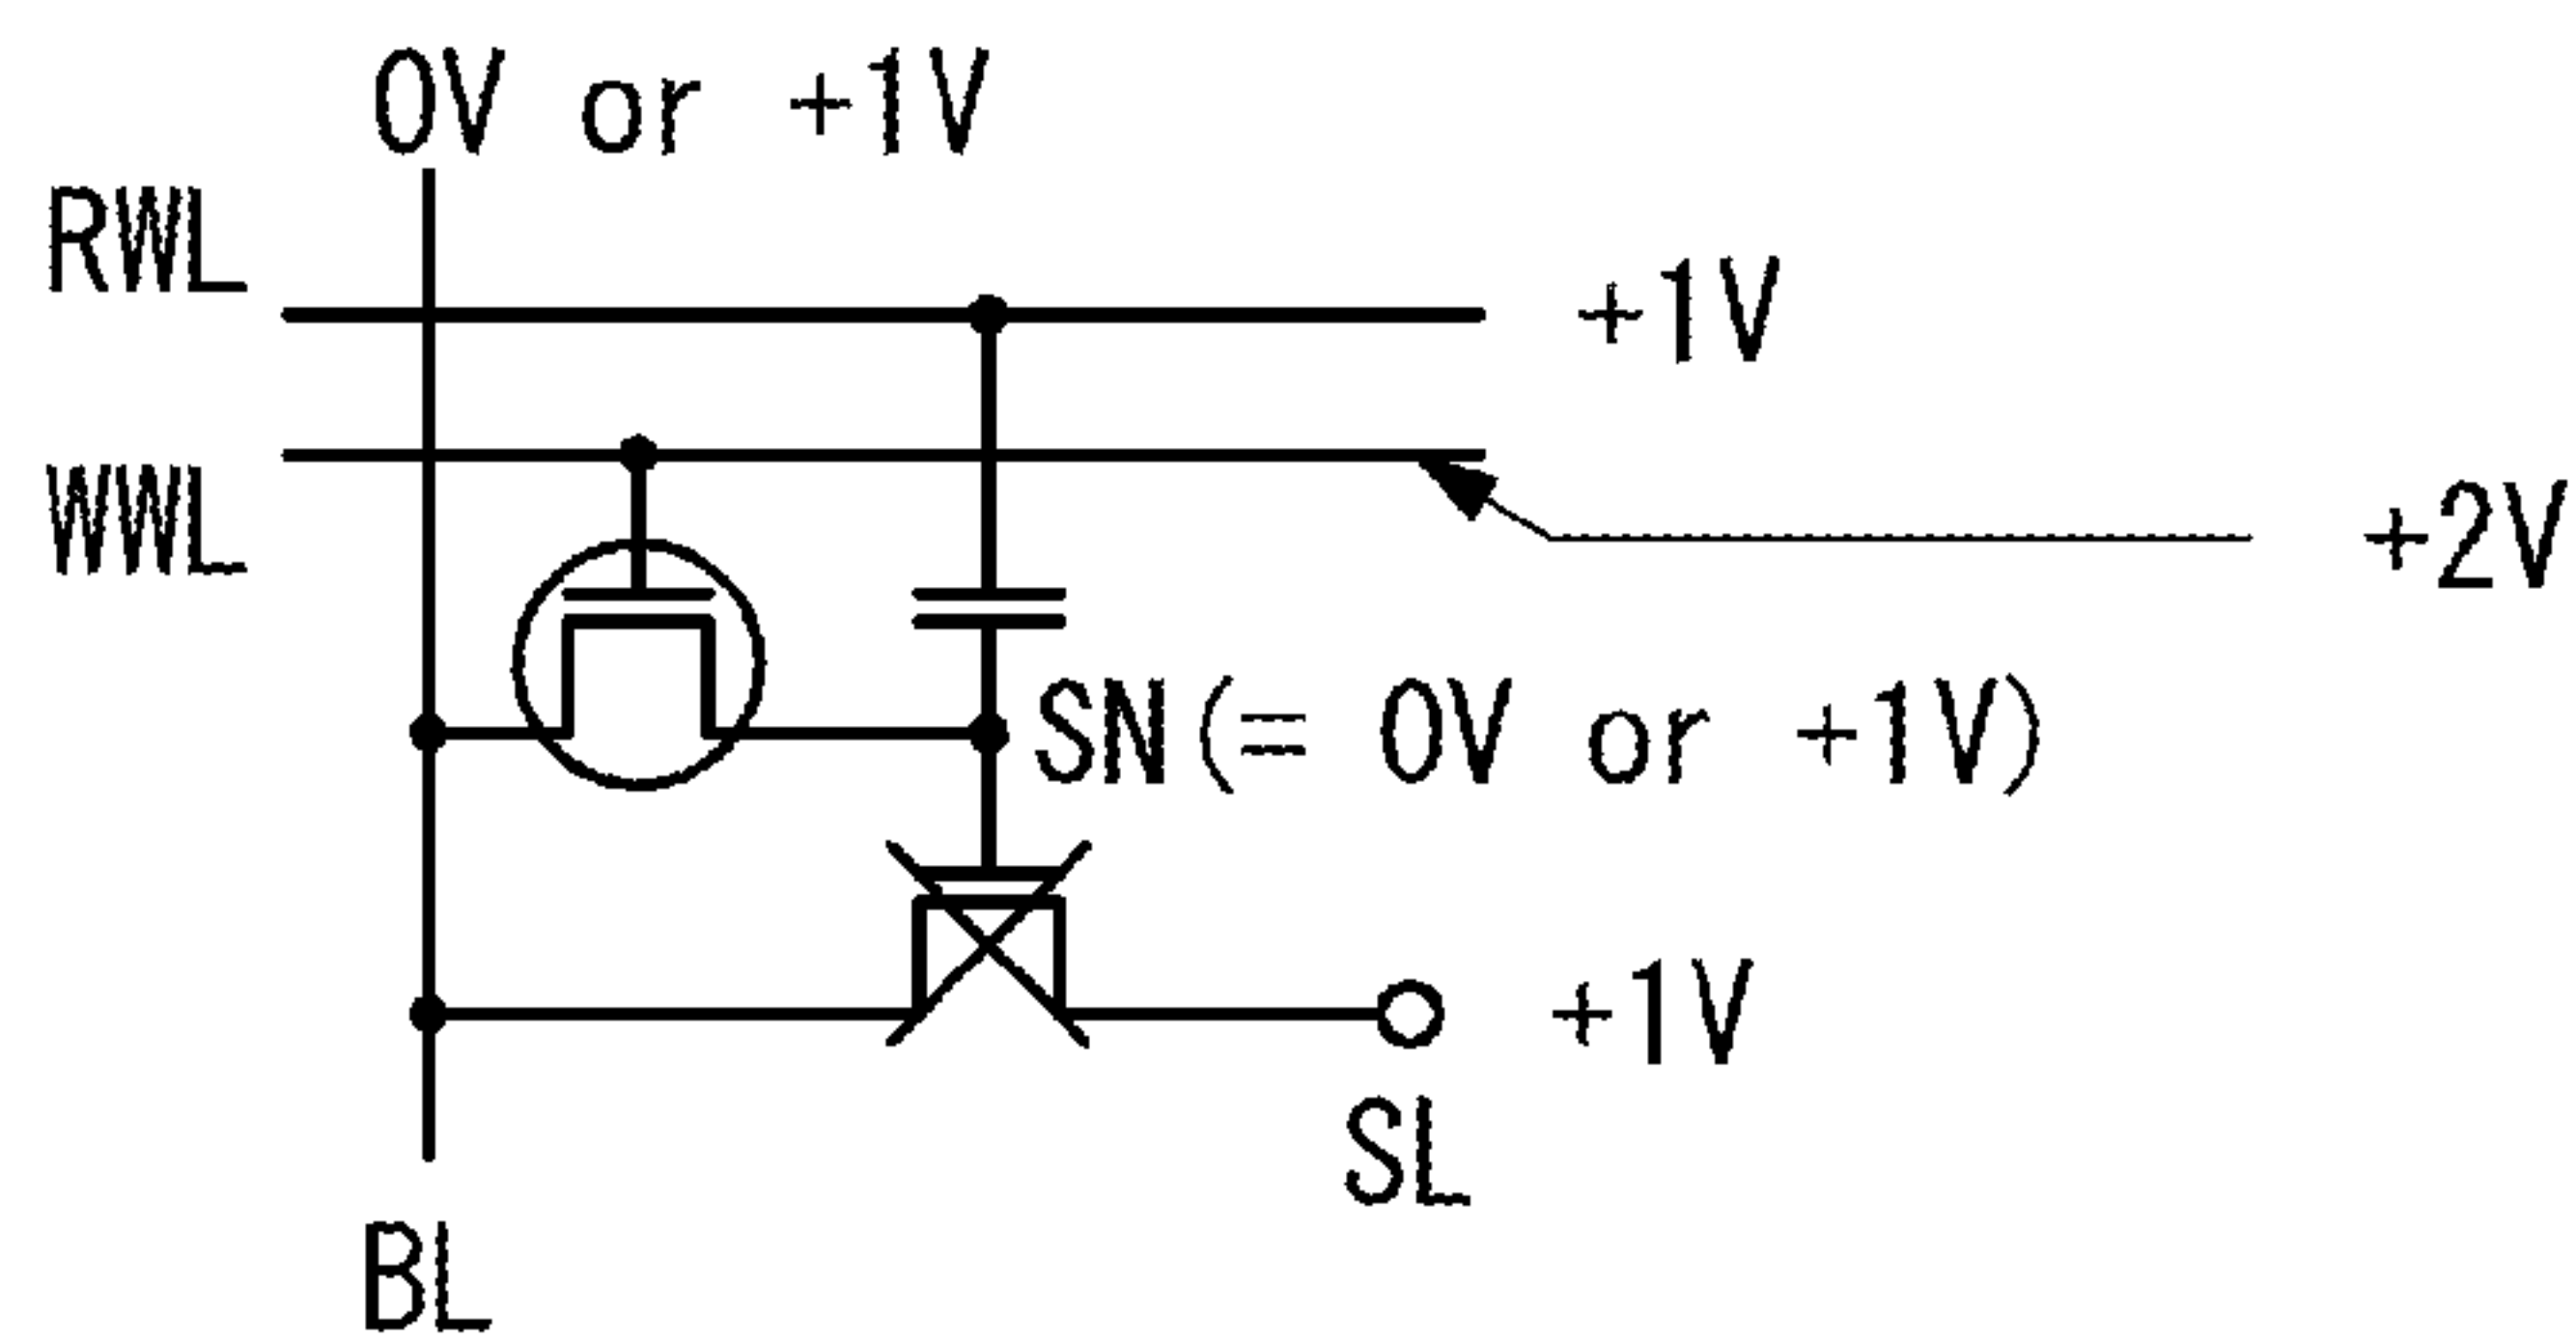 0V or +1V
RWL
+1V
WWL
+2V
SN(= 0V or +1V)
+1V
SL
BL